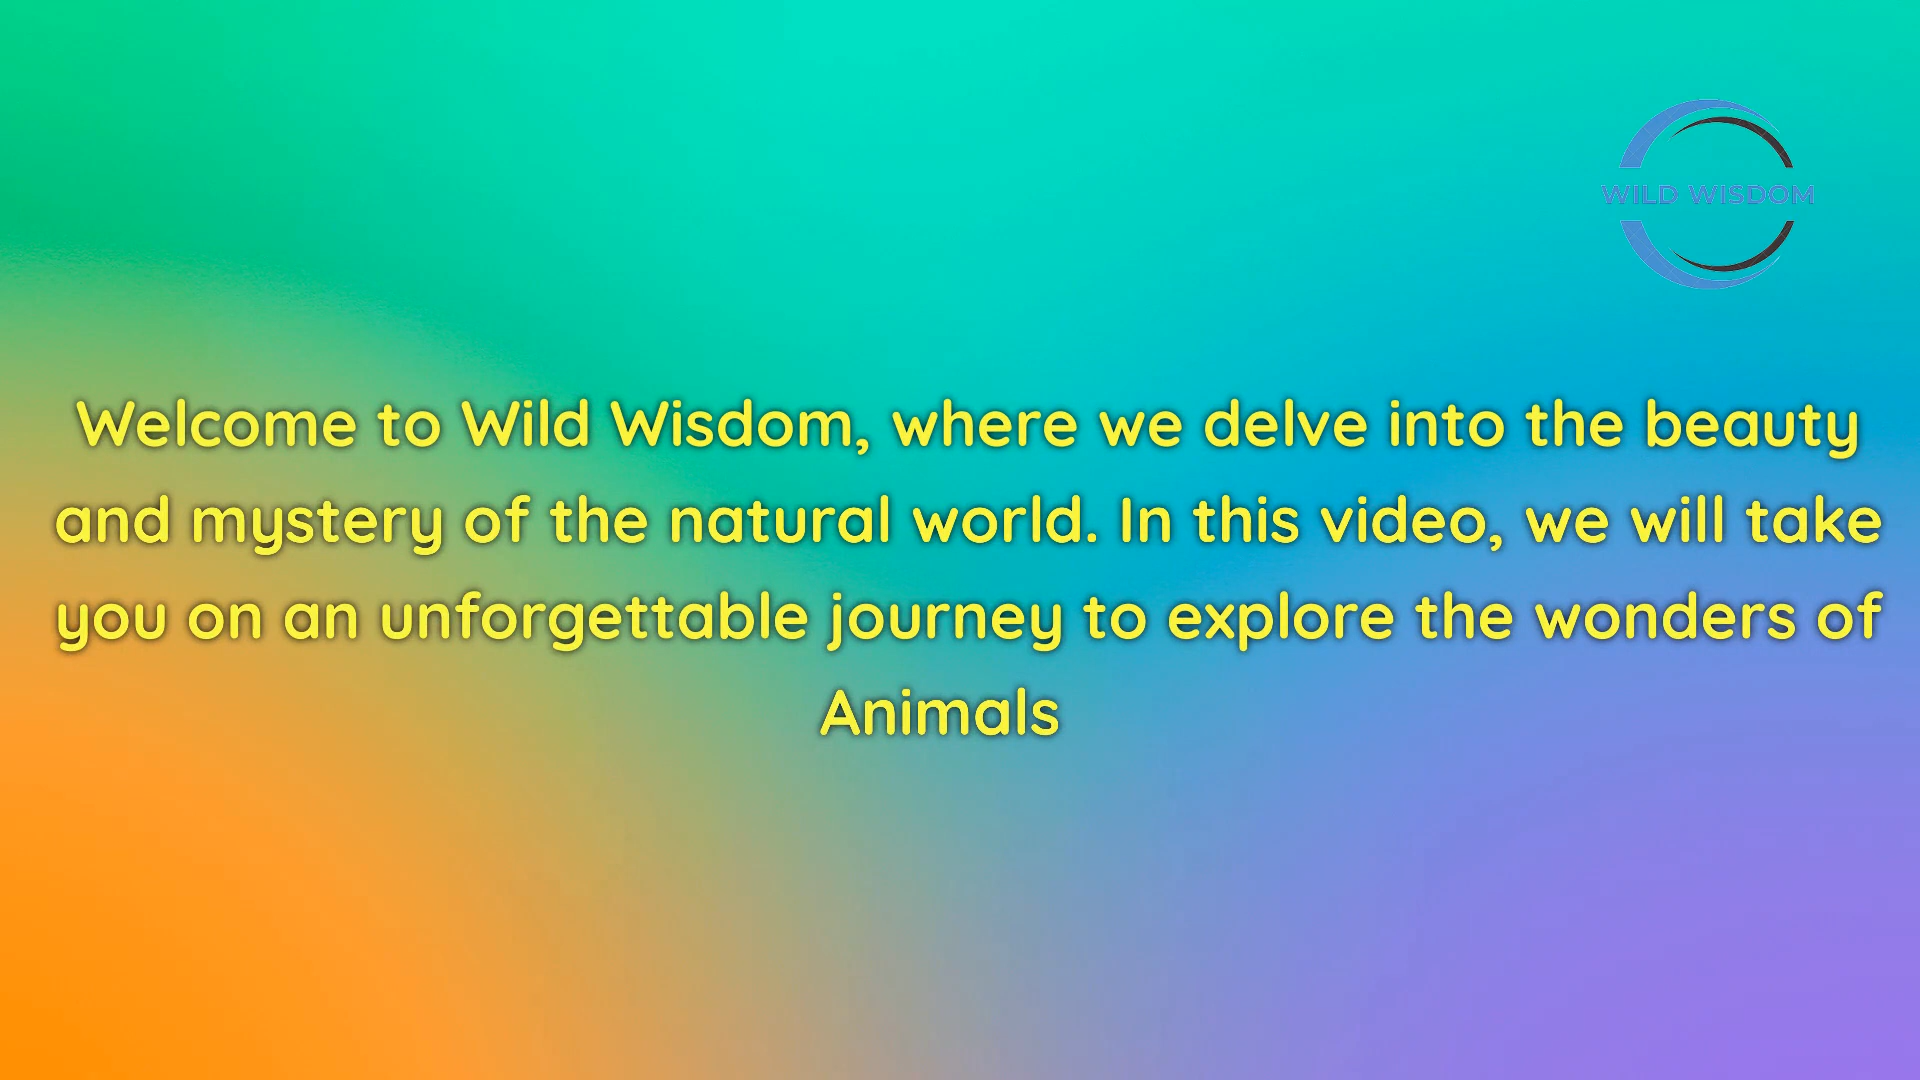 WILD WISDOM
Welcome to Wild Wisdom, where we delve into the beauty
and mystery of the natural world. In this video, we will take
you on an unforgettable journey to explore the wonders of
Animals